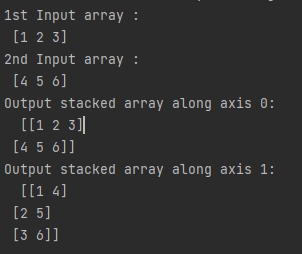 1st Input array :
 [1 2 3]
2nd Input array :
 [4 5 6]
Output stacked array along axis 0:
  [[1 2 3]
 [4 5 6]]
Output stacked array along axis 1:
  [[1 4]
 [2 5]
 [3 6]]